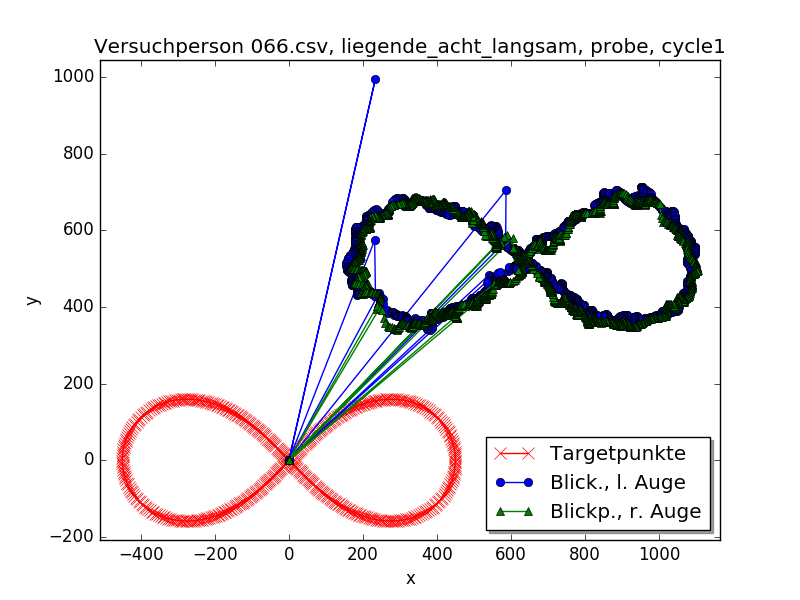 Versuchperson 066.csv, liegende_acht_langsam, probe, cycle1
1000
800
600
400
200
0
−200
y
−400
−200
0
200
400
600
800
1000
x
Targetpunkte
Blick., l. Auge
Blickp., r. Auge